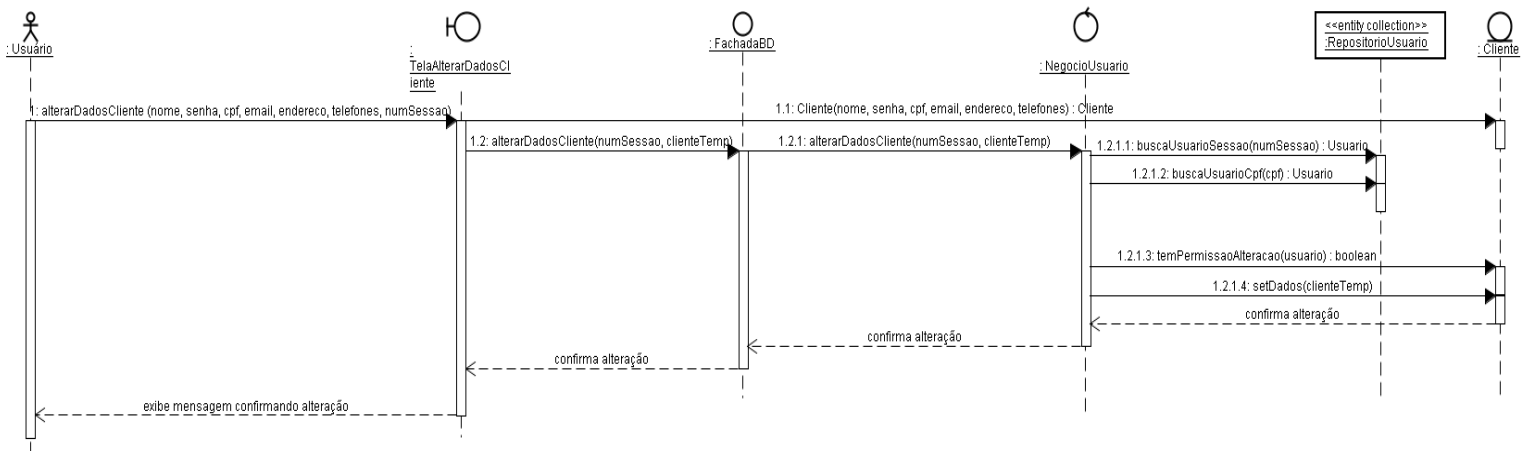 : Usuário
:
TelaAlterarDadosCl
iente
: FachadaBD
: NegocioUsuario
<<entity collection>>
:RepositorioUsuario
: Cliente
1: alterarDadosCliente (nome, senha, cpf, email, endereco, telefones, numSessao)
1.1: Cliente(nome, senha, cpf, email, endereco, telefones) : Cliente
1.2: alterarDadosCliente(numSessao, clienteTemp)
1.2.1: alterarDadosCliente(numSessao, clienteTemp)
1.2.1.1: buscaUsuarioSessao(numSessao) : Usuario
1.2.1.2: buscaUsuarioCpf(cpf) : Usuario
1.2.1.3: temPermissaoAlteracao(usuario) : boolean
1.2.1.4: setDados(clienteTemp)
confirma alteração
confirma alteração
confirma alteração
exibe mensagem confirmando alteração